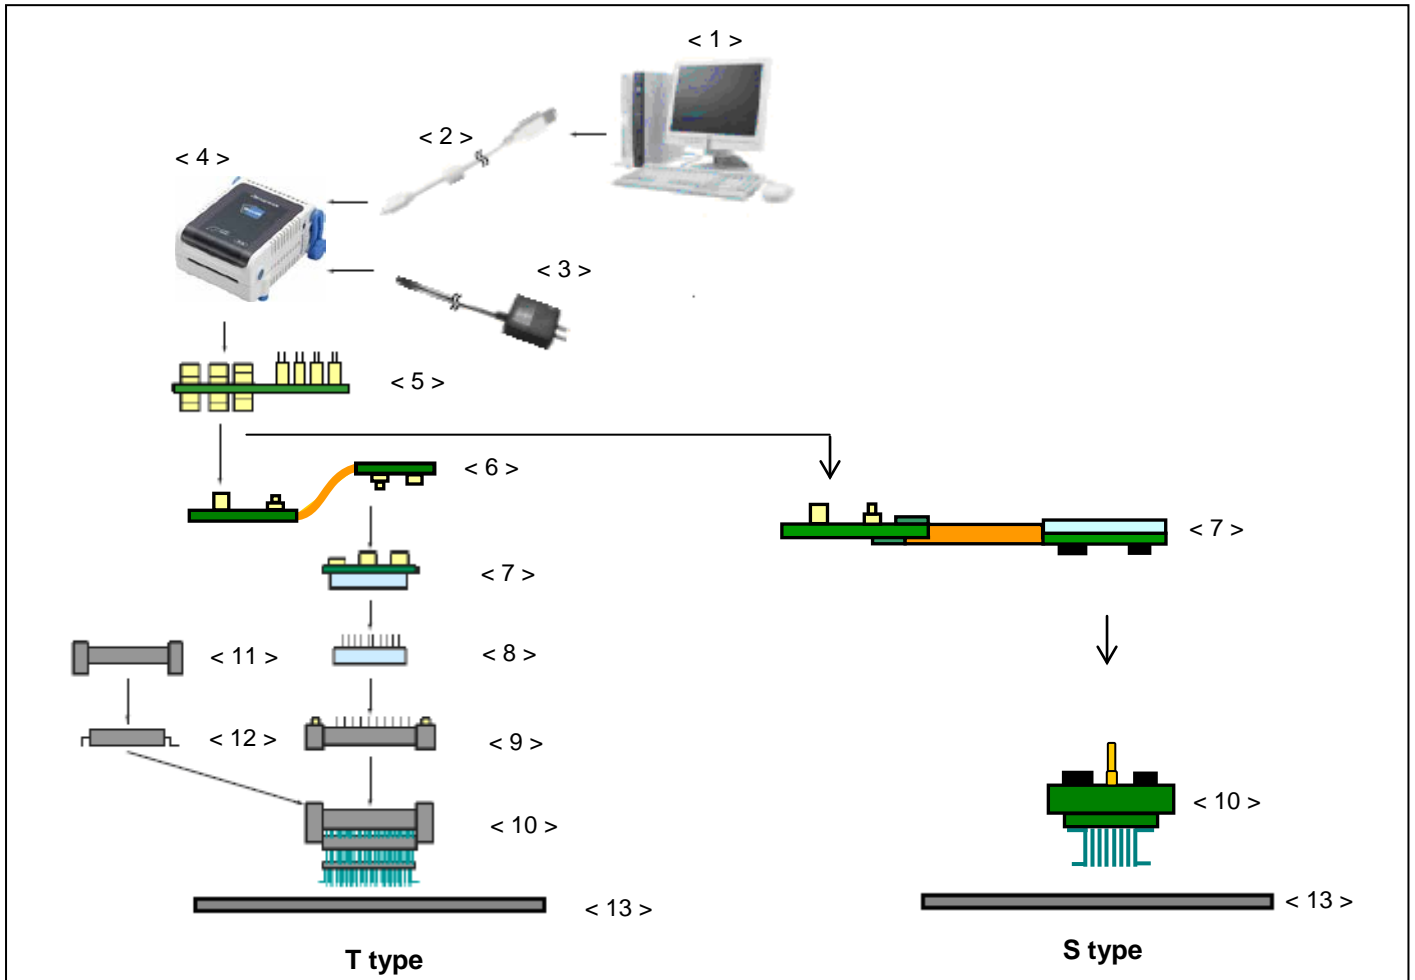 < 1 >
< 2 >
< 4 >
< 3 >
< 5 >
< 6 >
< 7 >
< 7 >
< 11 >
< 8 >
< 12 >
< 9 >
< 10 >
< 10 >
< 13 >
< 13 >
T type
S type